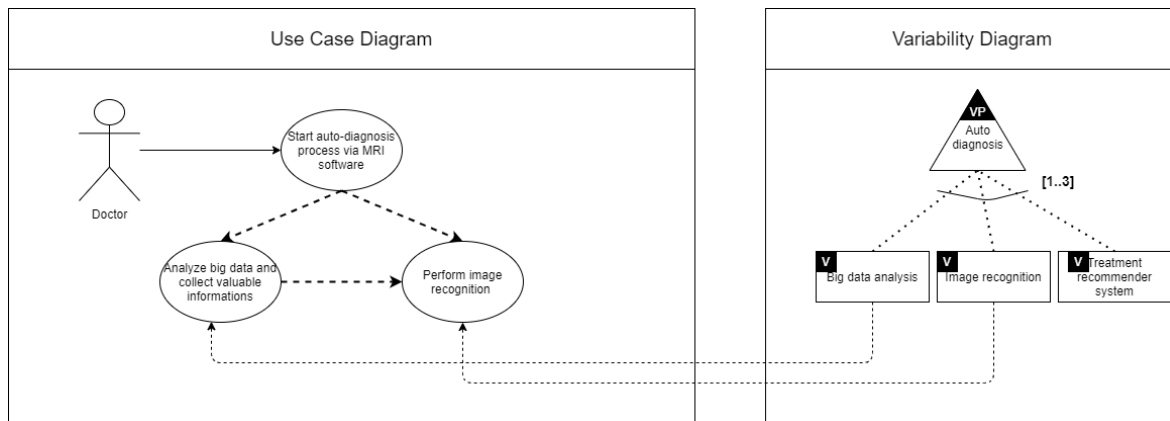 Use Case Diagram
Variability Diagram
Doctor
Start auto-diagnosis
process via MRI
software
Analyze big data and
collect valuable
informations
Perform image
recognition
VP
Auto
diagnosis
[1..3]
V
Big data analysis
V
Image recognition
V
Treatment
recommender
system